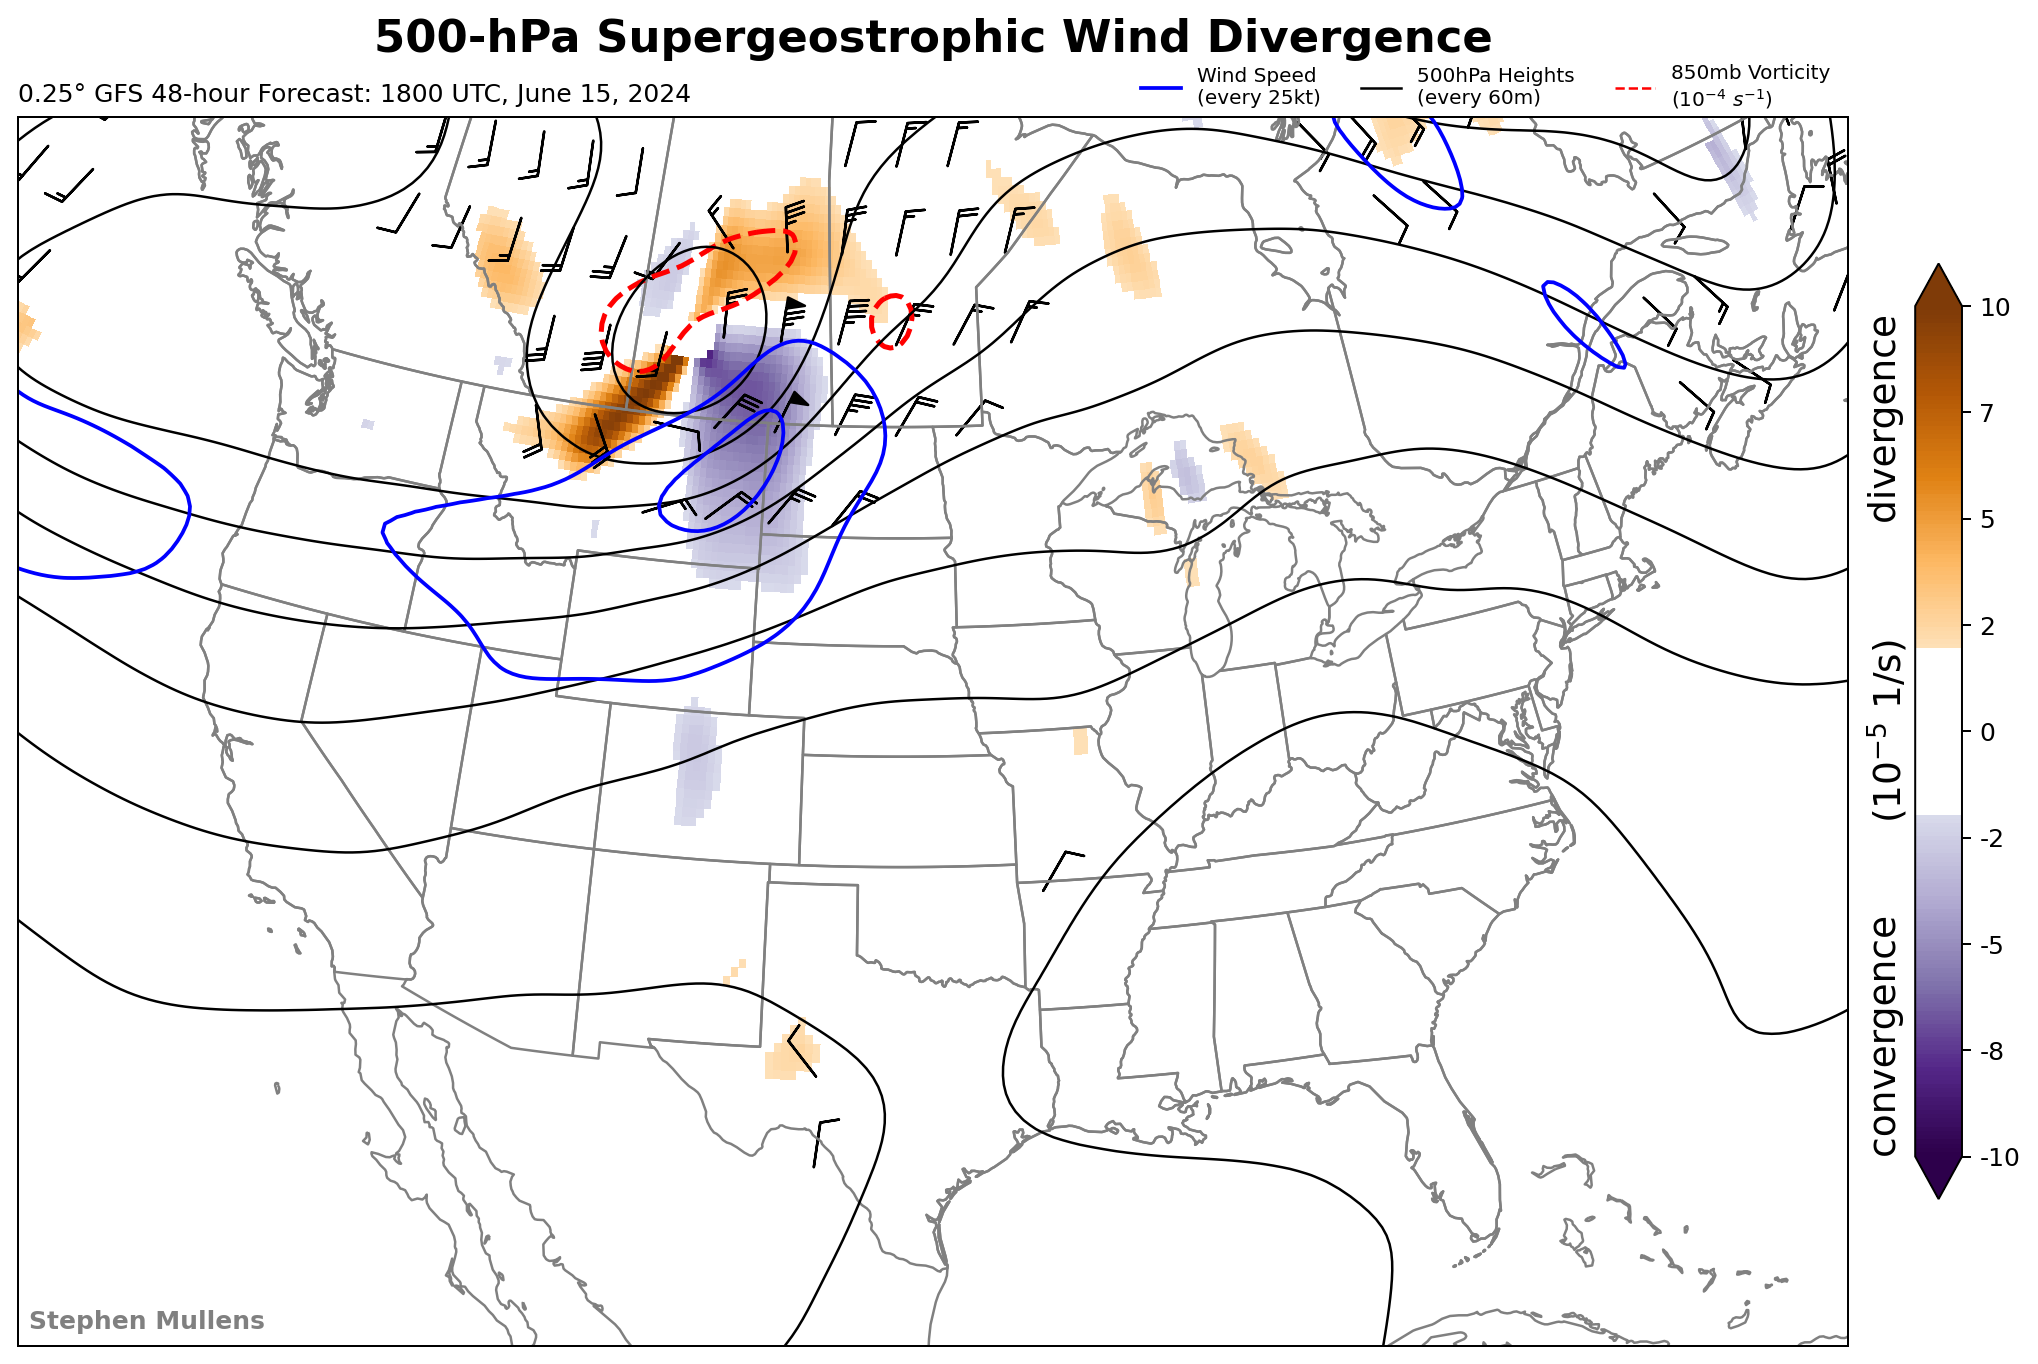 500-hPa Supergeostrophic Wind Divergence
0.25° GFS 48-hour Forecast: 1800 UTC, June 15, 2024
Wind Speed
(every 25kt)
500hPa Heights
(every 60m)
850mb Vorticity
(10⁻⁴ s⁻¹)
10
7
5
2
0
-2
-5
-8
-10
convergence (10⁻⁵ 1/s) divergence
Stephen Mullens